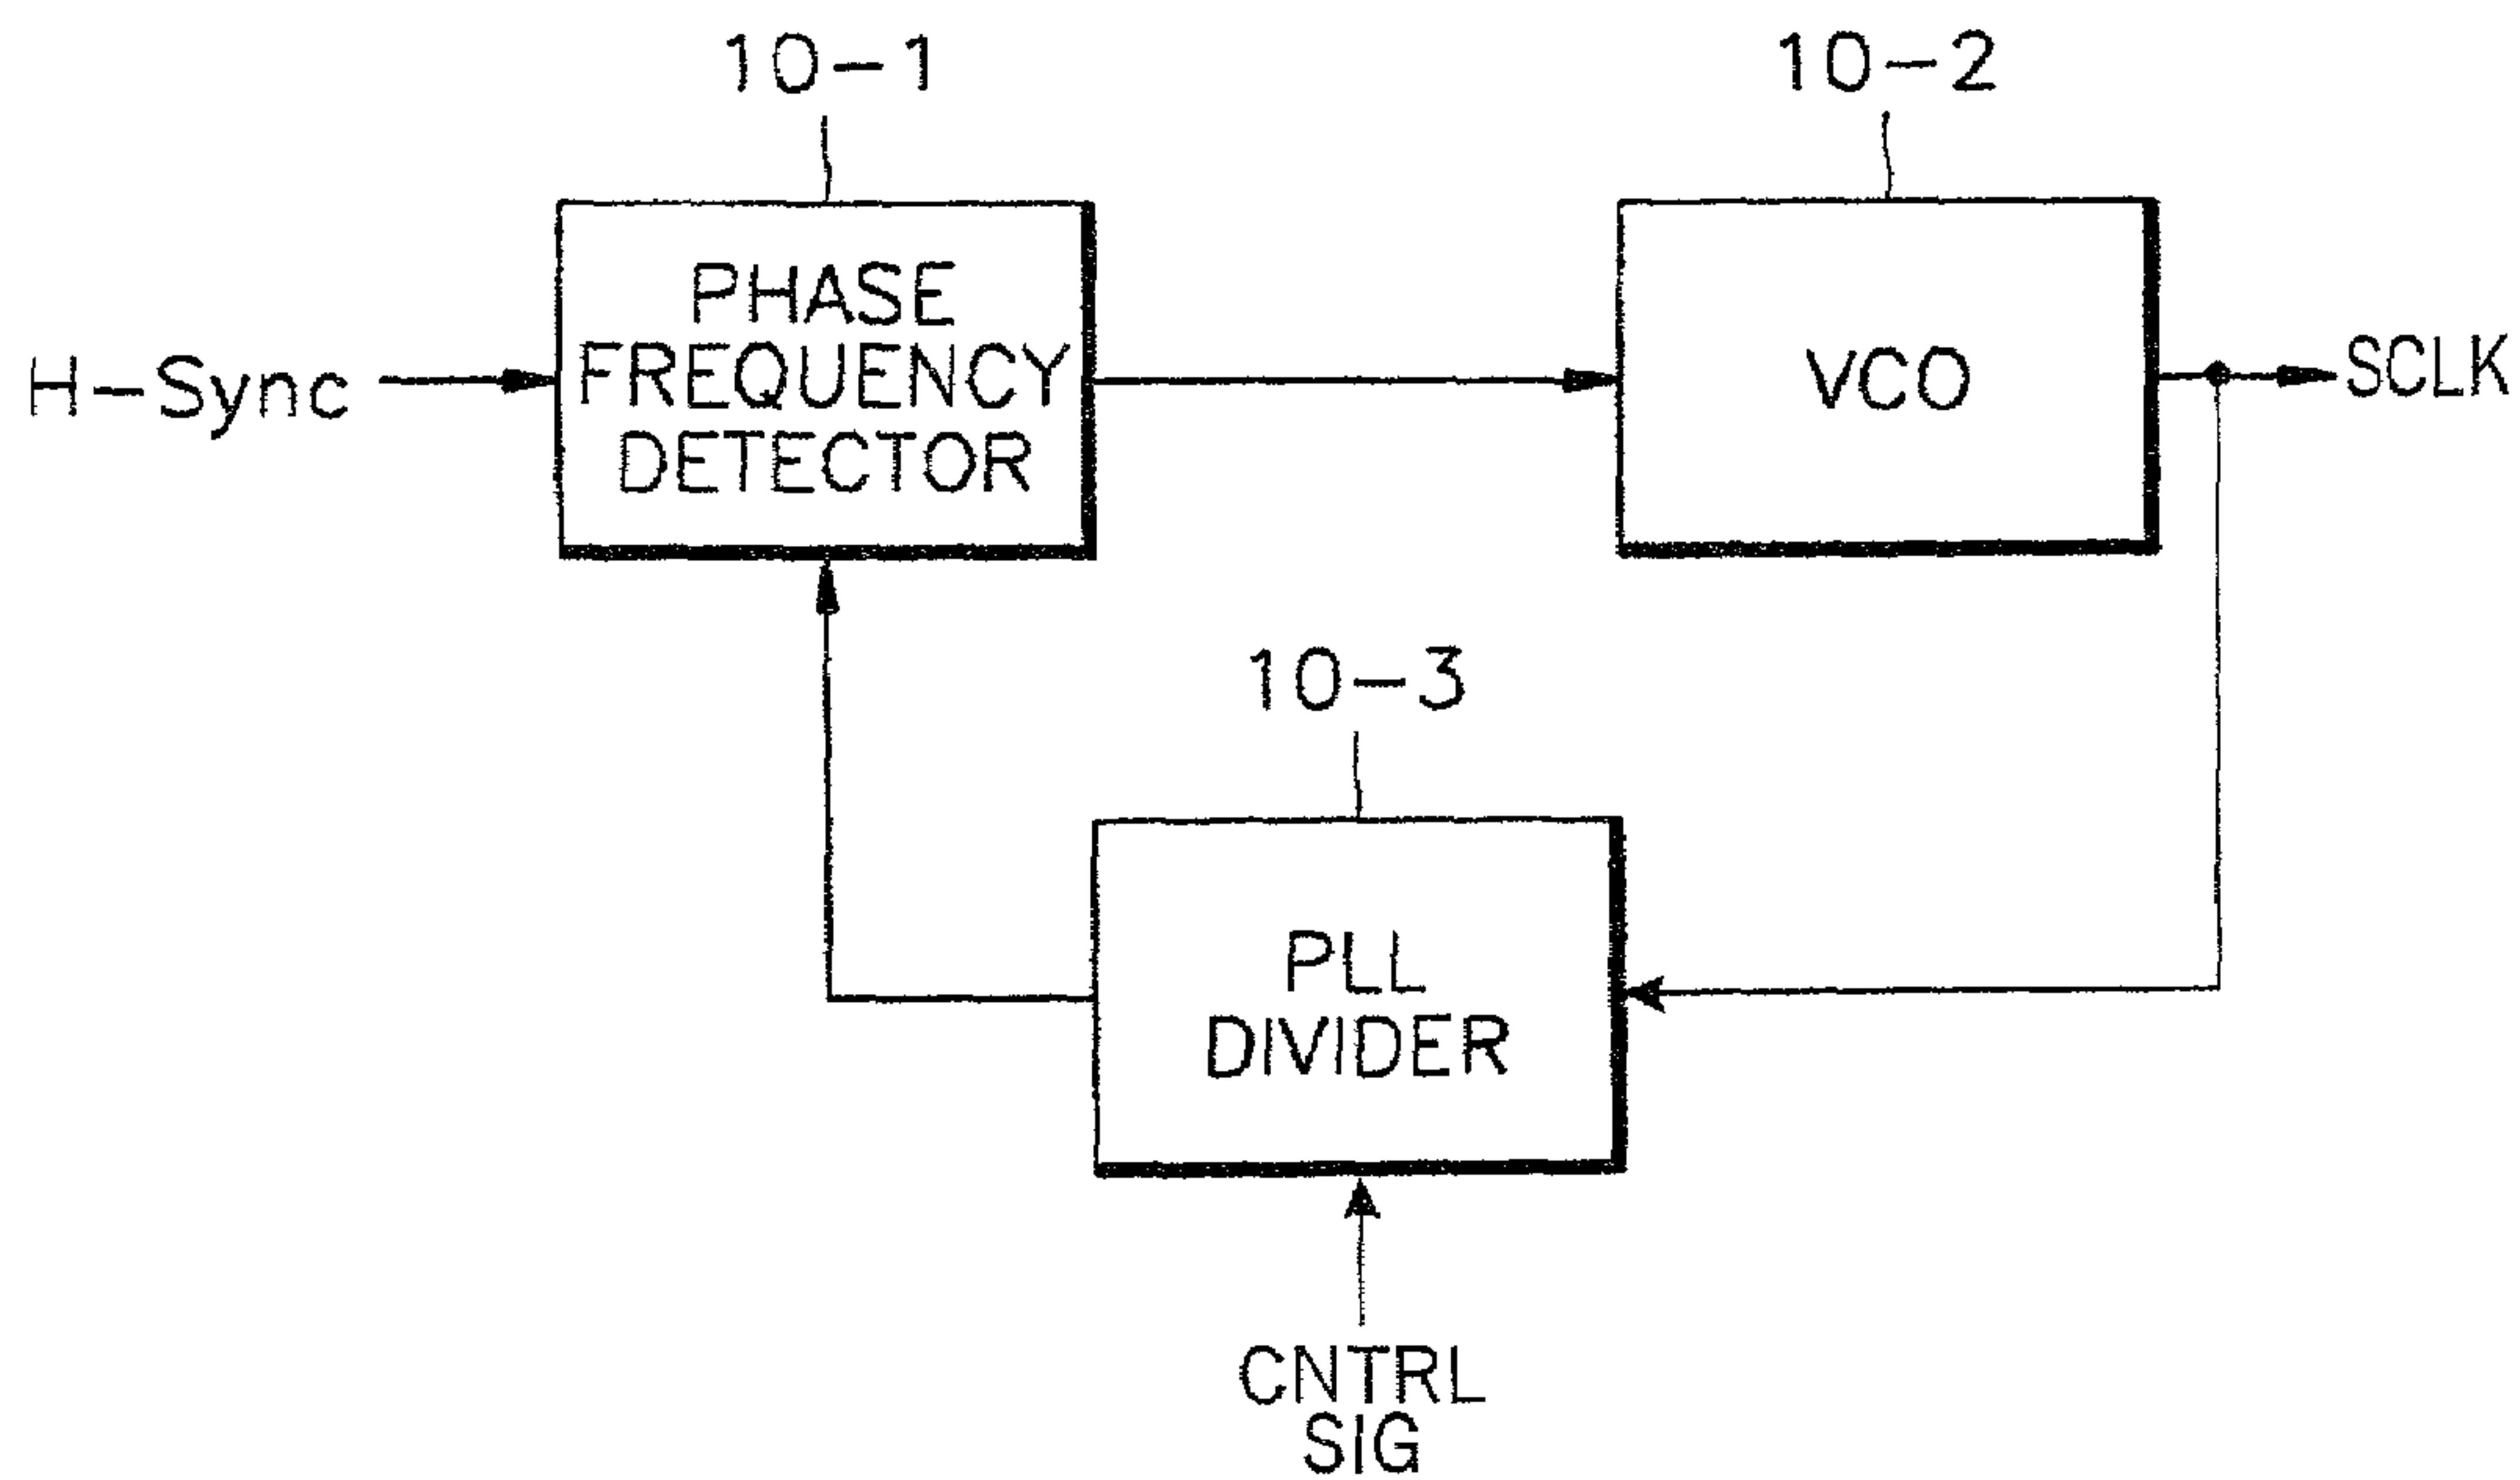 10-1
10-2
PHASE
FREQUENCY
DETECTOR
H-Sync
VCO
SCLK
10-3
PLL
DIVIDER
CNTRL
SIG